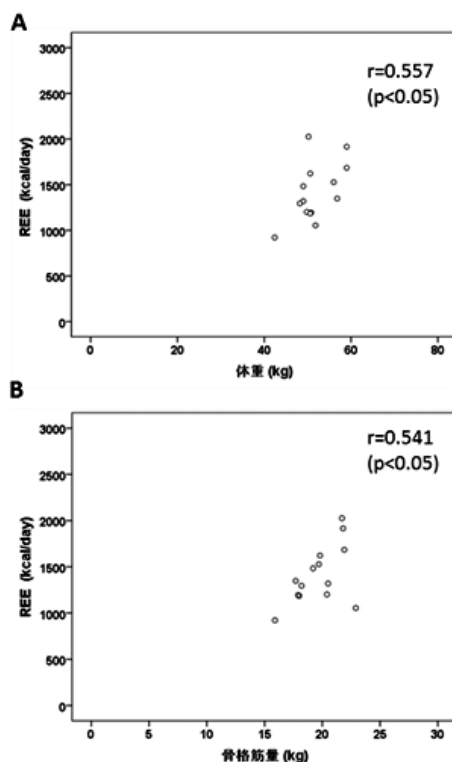 A
r=0.557
(p<0.05)
3000
2500
2000
1500
1000
500
0
REE (kcal/day)
0 20 40 60 80
体重 (kg)
B
r=0.541
(p<0.05)
3000
2500
2000
1500
1000
500
0
REE (kcal/day)
0 5 10 15 20 25 30
骨格筋量 (kg)